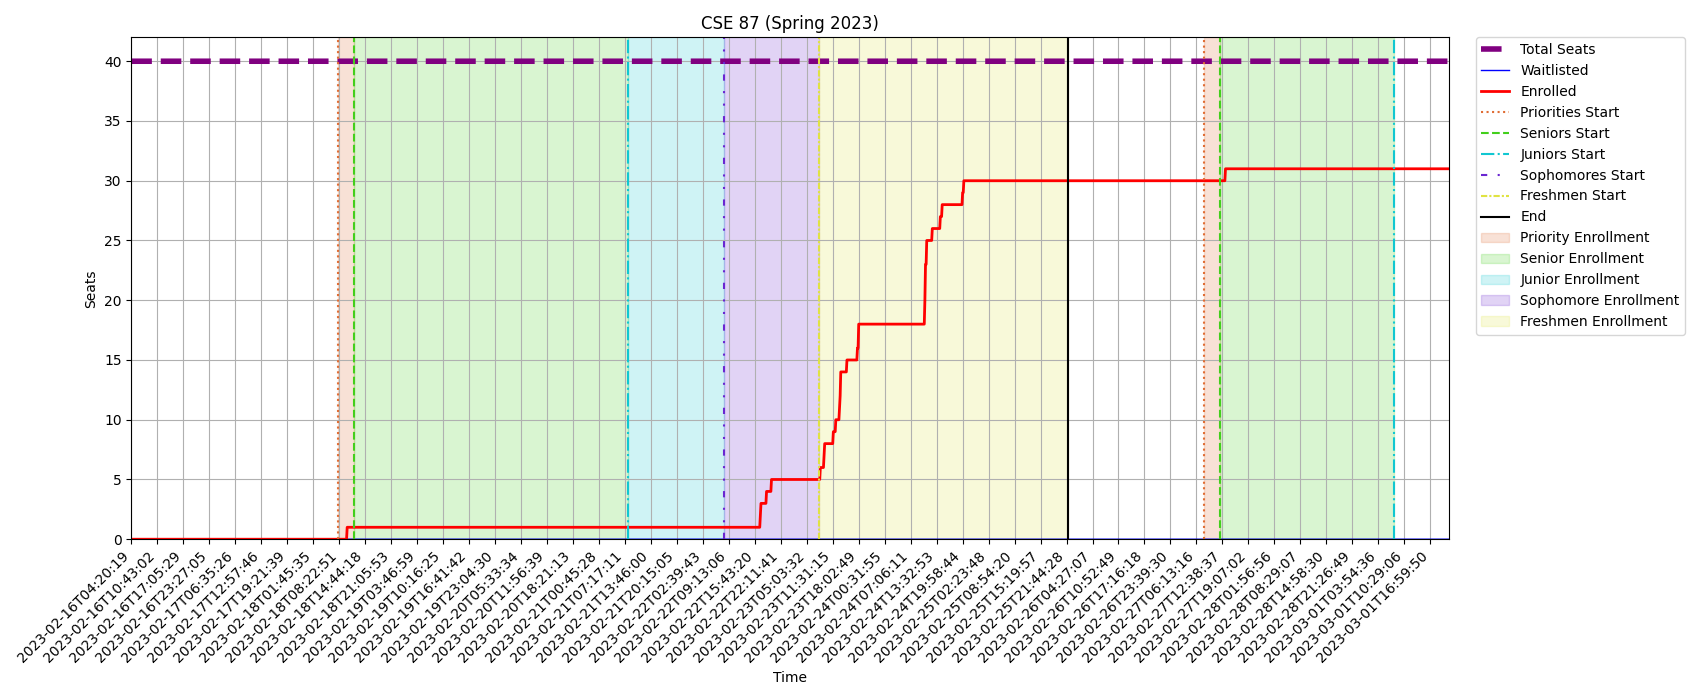 CSE 87 (Spring 2023)
Seats
40
35
30
25
20
15
10
5
0
2023-02-16T04:20:19
2023-02-16T10:43:02
2023-02-16T17:05:29
2023-02-16T23:27:05
2023-02-17T06:35:26
2023-02-17T12:57:46
2023-02-17T19:21:39
2023-02-18T01:45:35
2023-02-18T08:22:51
2023-02-18T14:44:18
2023-02-18T21:05:53
2023-02-19T03:46:59
2023-02-19T10:16:25
2023-02-19T16:41:42
2023-02-19T23:04:30
2023-02-20T05:33:34
2023-02-20T11:56:39
2023-02-20T18:21:13
2023-02-21T00:45:28
2023-02-21T07:17:11
2023-02-21T13:46:00
2023-02-21T20:15:05
2023-02-22T02:39:43
2023-02-22T09:13:06
2023-02-22T15:43:20
2023-02-22T22:11:41
2023-02-23T05:03:32
2023-02-23T11:31:15
2023-02-23T18:02:49
2023-02-24T00:31:55
2023-02-24T07:06:11
2023-02-24T13:32:53
2023-02-24T19:58:44
2023-02-25T02:23:48
2023-02-25T08:54:20
2023-02-25T15:19:57
2023-02-25T21:44:28
2023-02-26T04:27:07
2023-02-26T10:52:49
2023-02-26T17:16:18
2023-02-26T23:39:30
2023-02-27T06:13:16
2023-02-27T12:38:37
2023-02-27T19:07:02
2023-02-28T01:56:56
2023-02-28T08:29:07
2023-02-28T14:58:30
2023-02-28T21:26:49
2023-03-01T03:54:36
2023-03-01T10:29:06
2023-03-01T16:59:50
Time
Total Seats
Waitlisted
Enrolled
Priorities Start
Seniors Start
Juniors Start
Sophomores Start
Freshmen Start
End
Priority Enrollment
Senior Enrollment
Junior Enrollment
Sophomore Enrollment
Freshmen Enrollment